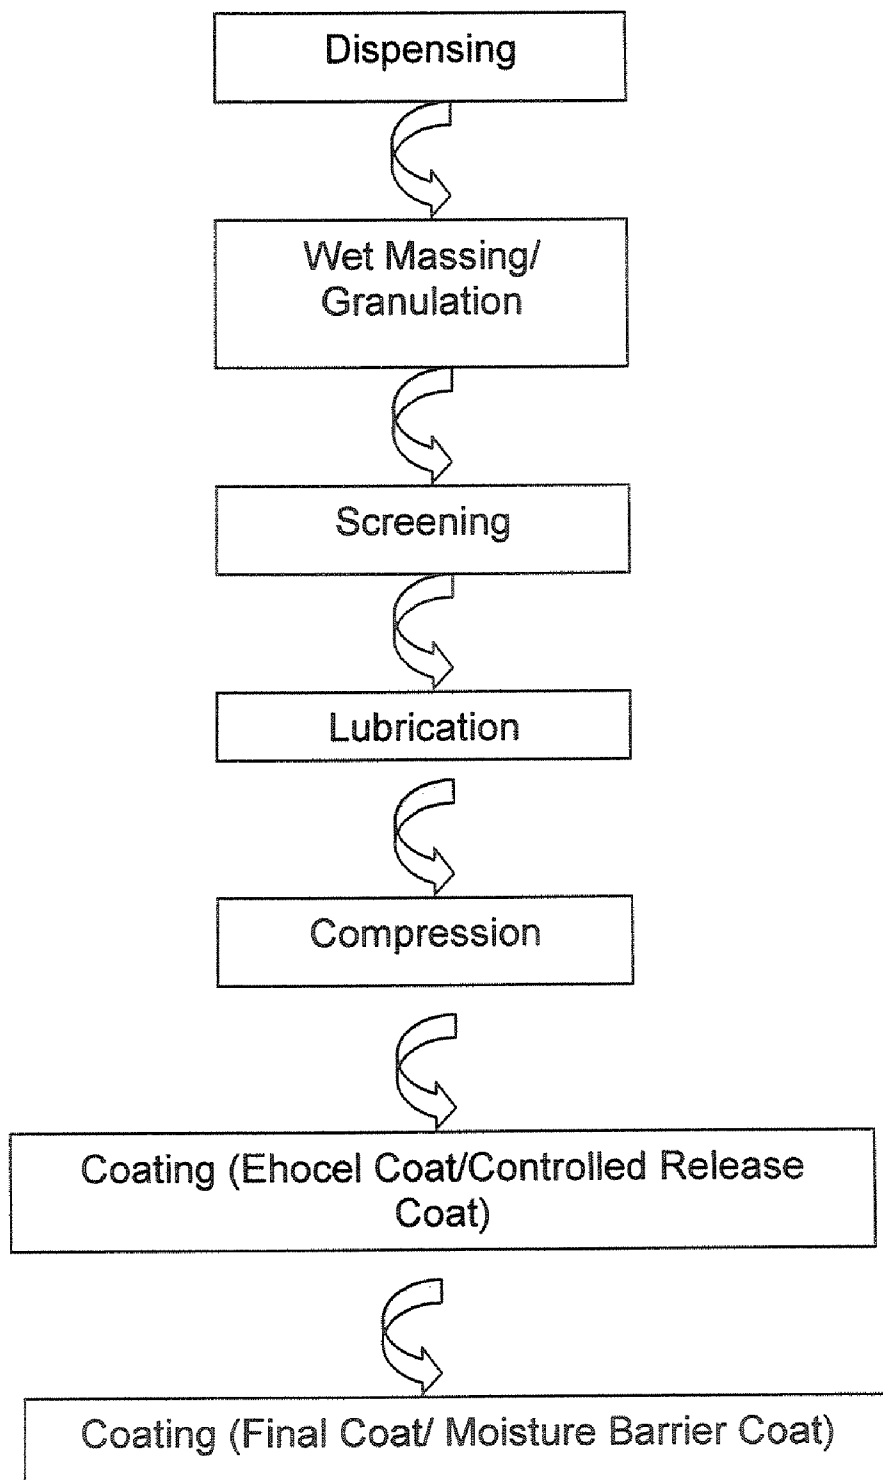 Dispensing
Wet Massing/
Granulation
Screening
Lubrication
Compression
Coating (Ehocel Coat/Controlled Release
Coat)
Coating (Final Coat/ Moisture Barrier Coat)